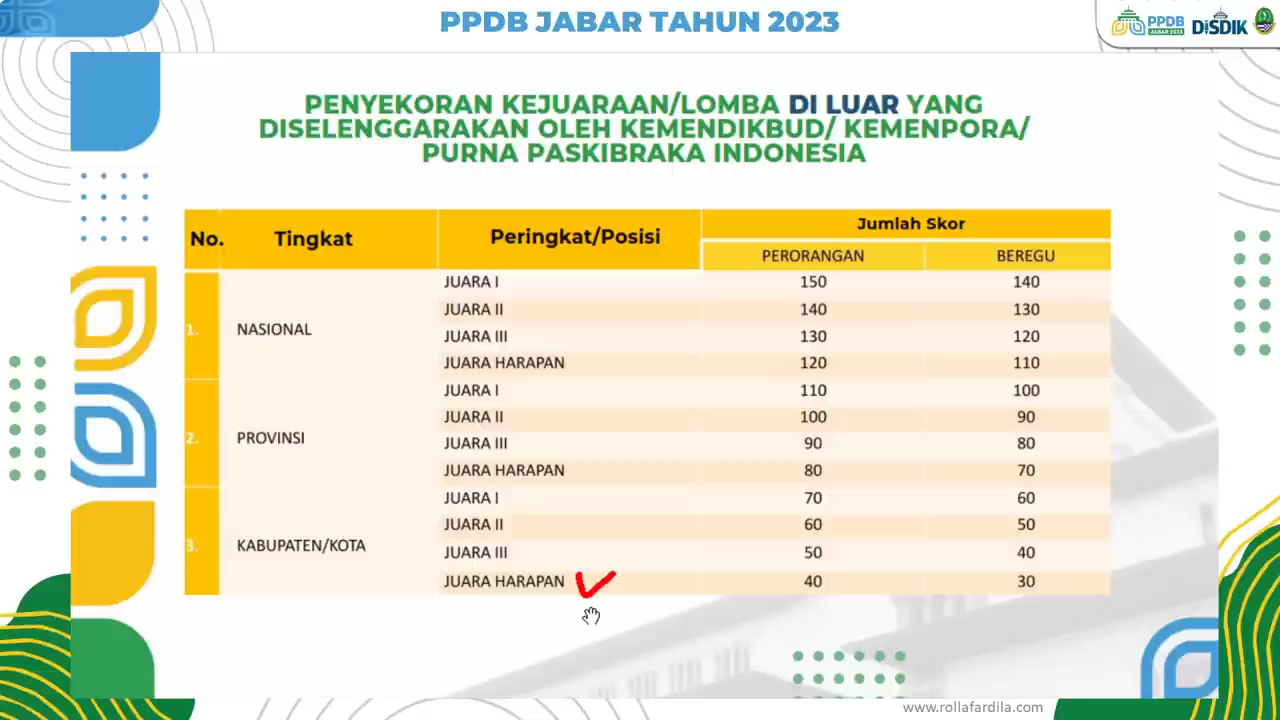 PPDB JABAR TAHUN 2023
PPDB
JABAR 2023
DISDIK
PENYEKORAN KEJUARAAN/LOMBA DI LUAR YANG
DISELENGGARAKAN OLEH KEMENDIKBUD/ KEMENPORA/
PURNA PASKIBRAKA INDONESIA
No. Tingkat Peringkat/Posisi Jumlah Skor
PERORANGAN BEREGU
1. NASIONAL
JUARA I 150 140
JUARA II 140 130
JUARA III 130 120
JUARA HARAPAN 120 110
2. PROVINSI
JUARA I 110 100
JUARA II 100 90
JUARA III 90 80
JUARA HARAPAN 80 70
3. KABUPATEN/KOTA
JUARA I 70 60
JUARA II 60 50
JUARA III 50 40
JUARA HARAPAN 40 30
www.rollafardila.com